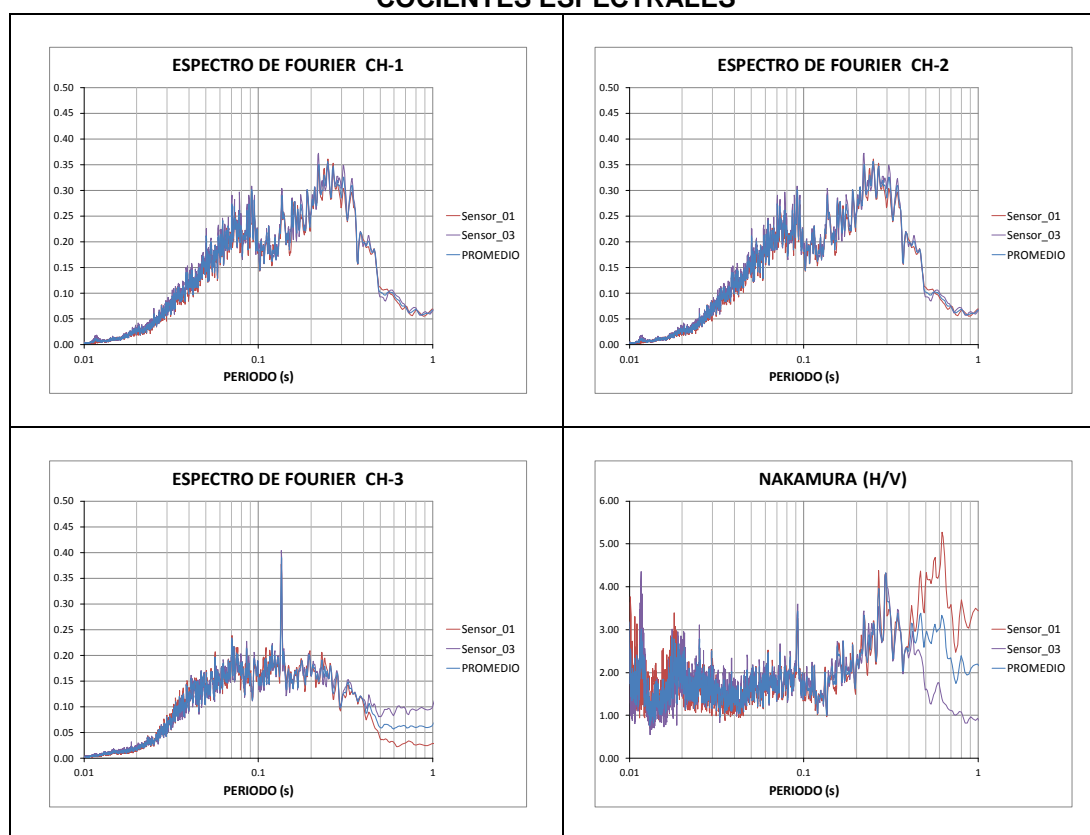 COCIENTES ESPECTRALES
ESPECTRO DE FOURIER CH-1
0.50
0.45
0.40
0.35
0.30
0.25
0.20
0.15
0.10
0.05
0.00
0.01
0.1
1
PERIODO (s)
Sensor_01
Sensor_03
PROMEDIO
ESPECTRO DE FOURIER CH-2
0.50
0.45
0.40
0.35
0.30
0.25
0.20
0.15
0.10
0.05
0.00
0.01
0.1
1
PERIODO (s)
Sensor_01
Sensor_03
PROMEDIO
ESPECTRO DE FOURIER CH-3
0.50
0.45
0.40
0.35
0.30
0.25
0.20
0.15
0.10
0.05
0.00
0.01
0.1
1
PERIODO (s)
Sensor_01
Sensor_03
PROMEDIO
NAKAMURA (H/V)
6.00
5.00
4.00
3.00
2.00
1.00
0.00
0.01
0.1
1
PERIODO (s)
Sensor_01
Sensor_03
PROMEDIO